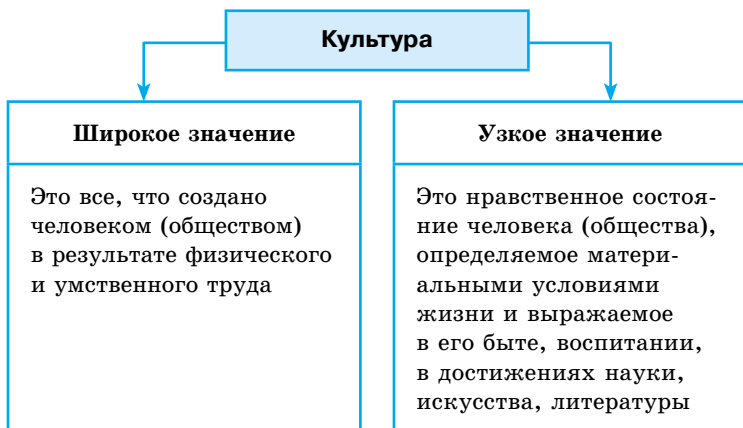 Культура
Широкое значение
Это все, что создано
человеком (обществом)
в результате физического
и умственного труда
Узкое значение
Это нравственное состоя-
ние человека (общества),
определяемое матери-
альными условиями
жизни и выражаемое
в его быте, воспитании,
в достижениях науки,
искусства, литературы